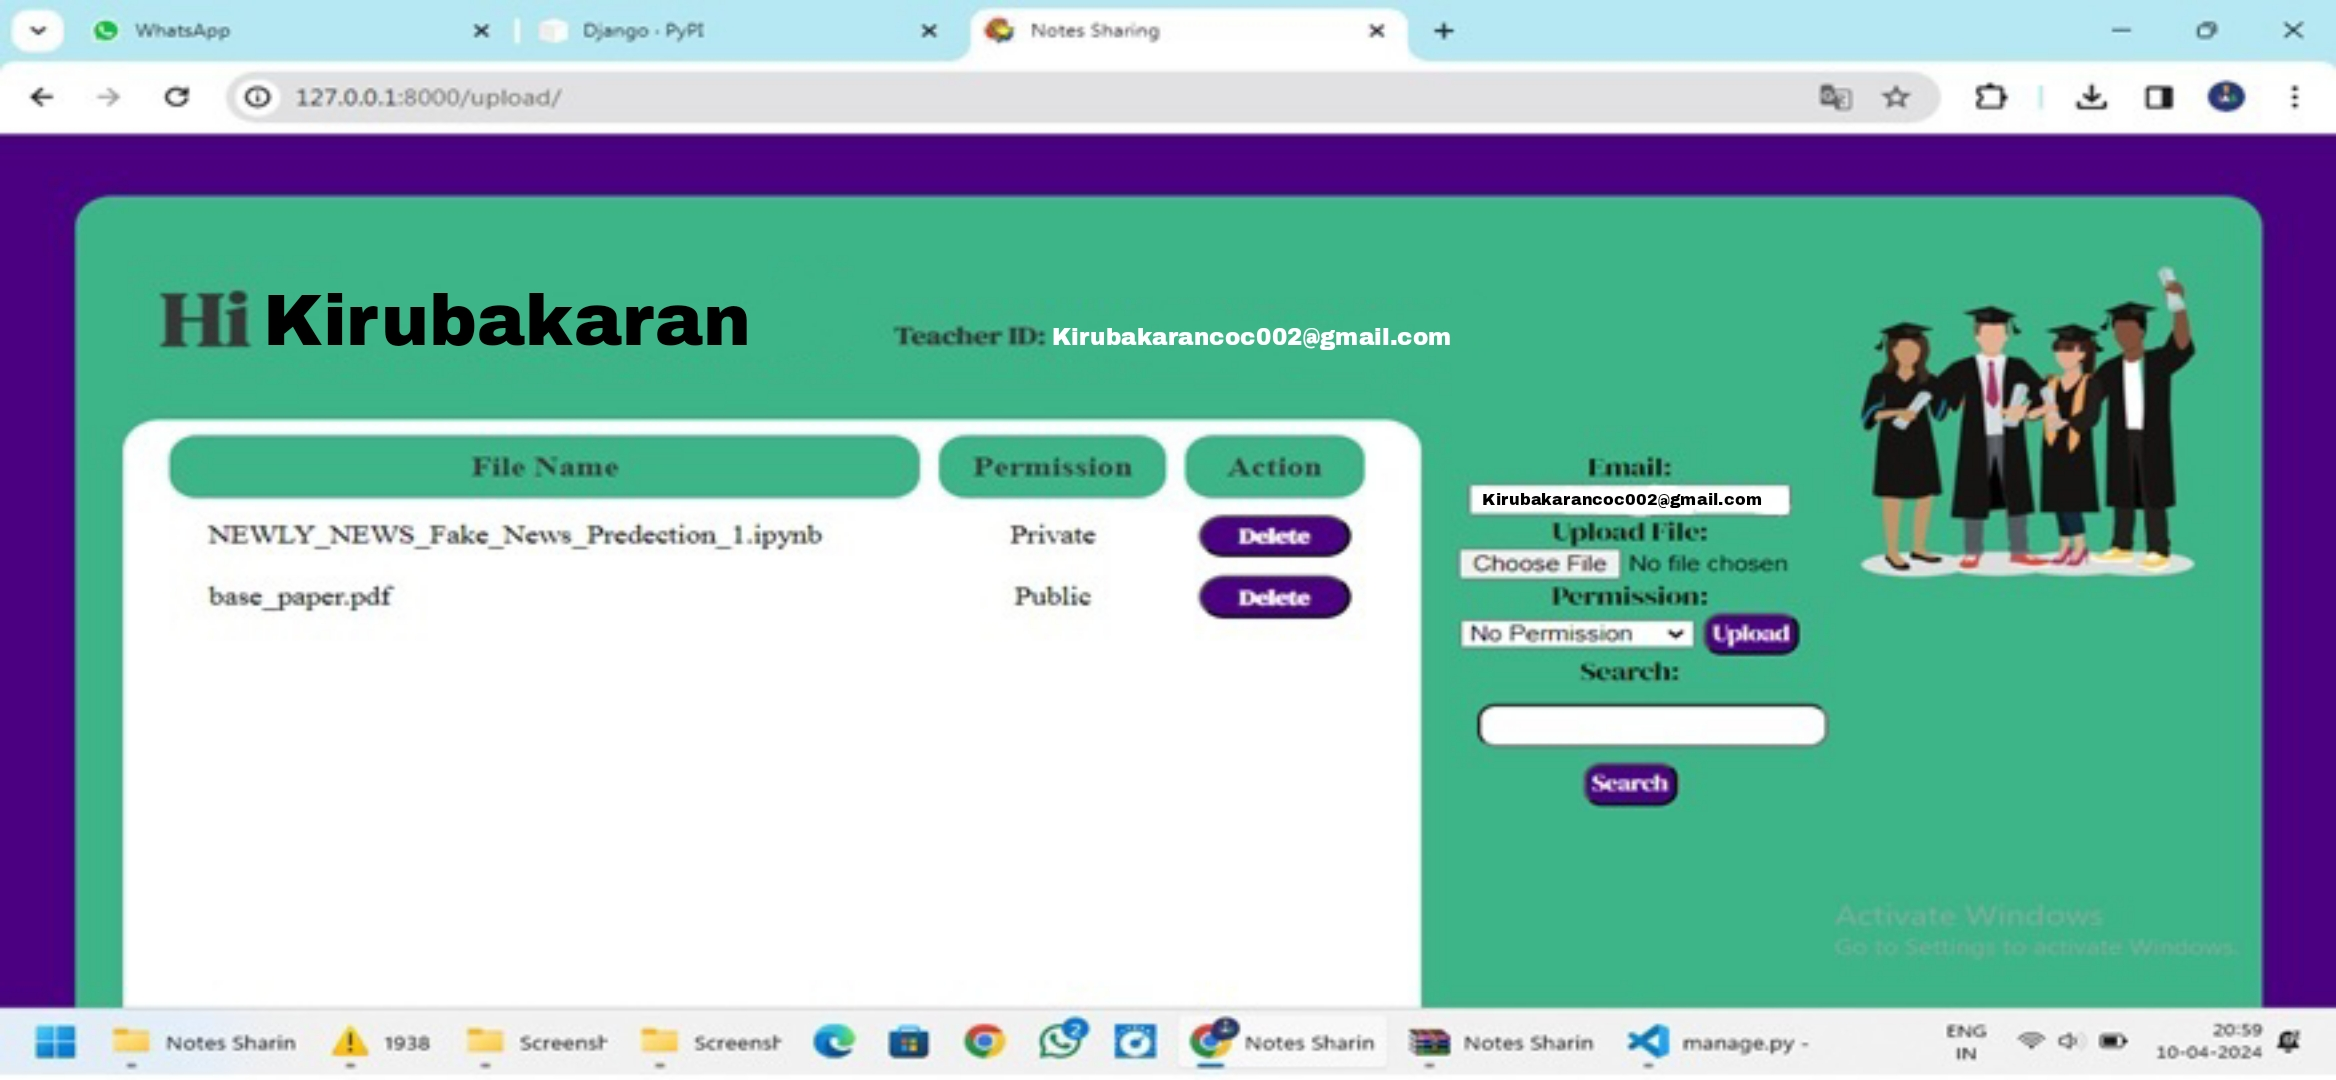 WhatsApp
Django · PyPI
Notes Sharing
127.0.0.1:8000/upload/
Hi Kirubakaran
Teacher ID: Kirubakarancoc002@gmail.com
File Name Permission Action
NEWLY_NEWS_Fake_News_Predection_1.ipynb Private Delete
base_paper.pdf Public Delete
Email:
Kirubakarancoc002@gmail.com
Upload File:
Choose File No file chosen
Permission:
No Permission Upload
Search:
Search
Activate Windows
Go to Settings to activate Windows.
Notes Sharin 1938 Screensh Screensh 2 Notes Sharin Notes Sharin manage.py -
ENG
IN
20:59
10-04-2024